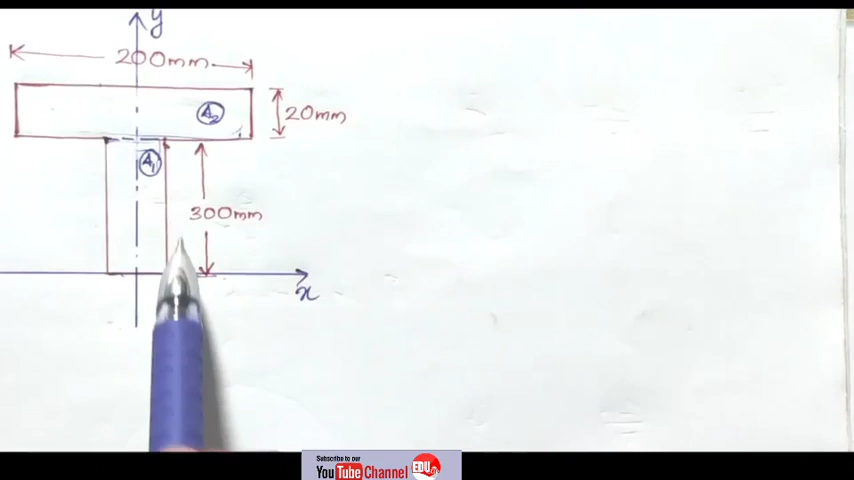 y
200mm
A2
20mm
A1
300mm
x
Subscribe to our
YouTube Channel
EDU